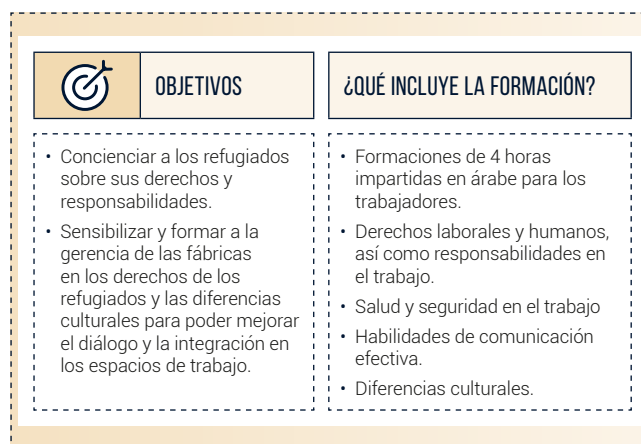 OBJETIVOS
• Concienciar a los refugiados
sobre sus derechos y
responsabilidades.
• Sensibilizar y formar a la
gerencia de las fábricas
en los derechos de los
refugiados y las diferencias
culturales para poder mejorar
el diálogo y la integración en
los espacios de trabajo.
¿QUÉ INCLUYE LA FORMACIÓN?
• Formaciones de 4 horas
impartidas en árabe para los
trabajadores.
• Derechos laborales y humanos,
así como responsabilidades en
el trabajo.
• Salud y seguridad en el trabajo
• Habilidades de comunicación
efectiva.
• Diferencias culturales.